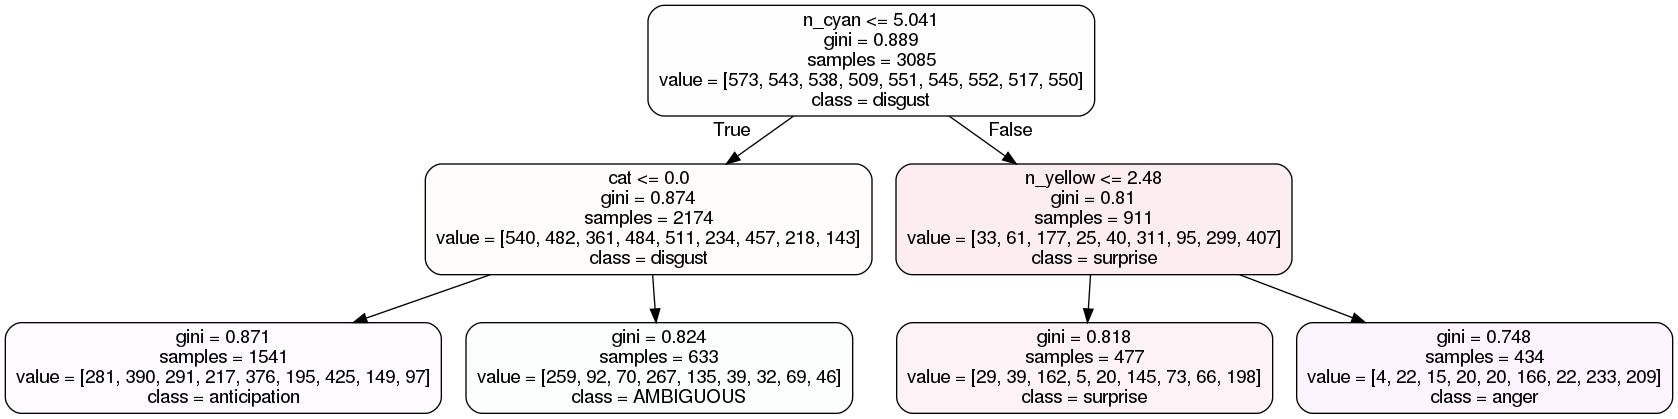 n_cyan <= 5.041
gini = 0.889
samples = 3085
value = [573, 543, 538, 509, 551, 545, 552, 517, 550]
class = disgust
True
False
cat <= 0.0
gini = 0.874
samples = 2174
value = [540, 482, 361, 484, 511, 234, 457, 218, 143]
class = disgust
n_yellow <= 2.48
gini = 0.81
samples = 911
value = [33, 61, 177, 25, 40, 311, 95, 299, 407]
class = surprise
gini = 0.871
samples = 1541
value = [281, 390, 291, 217, 376, 195, 425, 149, 97]
class = anticipation
gini = 0.824
samples = 633
value = [259, 92, 70, 267, 135, 39, 32, 69, 46]
class = AMBIGUOUS
gini = 0.818
samples = 477
value = [29, 39, 162, 5, 20, 145, 73, 66, 198]
class = surprise
gini = 0.748
samples = 434
value = [4, 22, 15, 20, 20, 166, 22, 233, 209]
class = anger